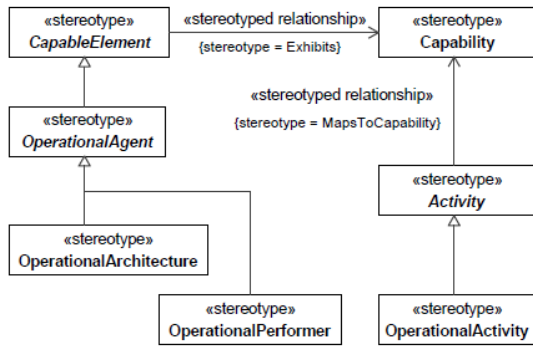 «stereotype»
CapableElement
«stereotyped relationship»
{stereotype = Exhibits}
«stereotype»
Capability
«stereotyped relationship»
{stereotype = MapsToCapability}
«stereotype»
OperationalAgent
«stereotype»
Activity
«stereotype»
OperationalArchitecture
«stereotype»
OperationalPerformer
«stereotype»
OperationalActivity